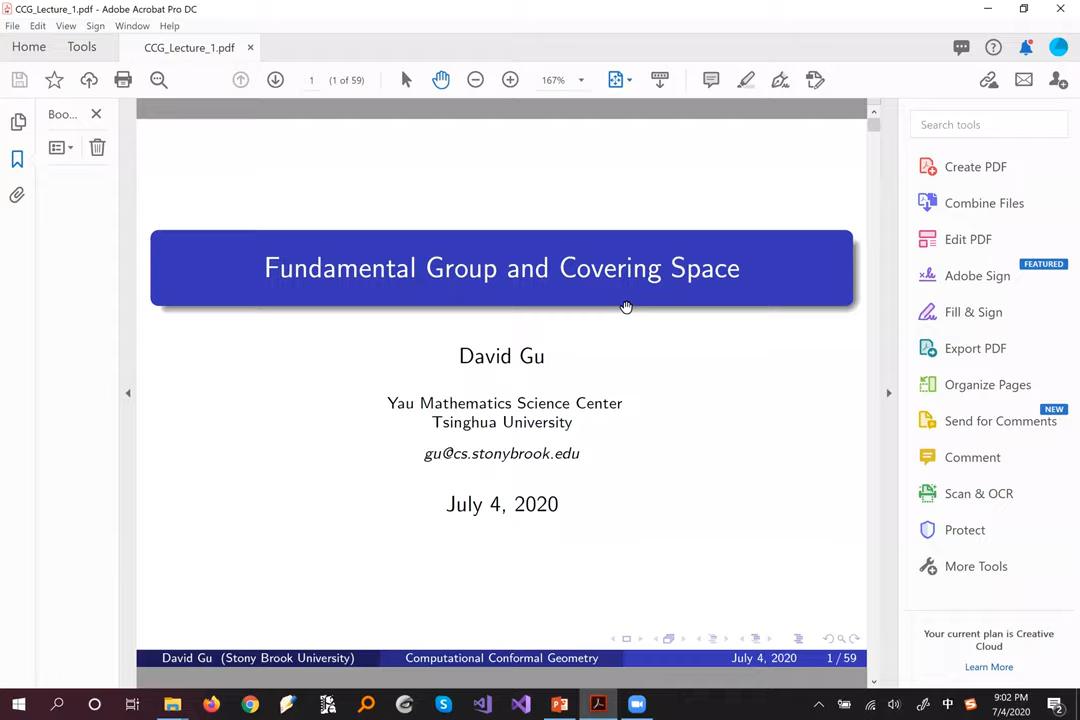 CCG_Lecture_1.pdf - Adobe Acrobat Pro DC
File Edit View Sign Window Help
Home Tools CCG_Lecture_1.pdf ×
1 (1 of 59) 167%
Boo...
Search tools
Create PDF
Combine Files
Edit PDF
FEATURED
Adobe Sign
Fill & Sign
Export PDF
Organize Pages
NEW
Send for Comments
Comment
Scan & OCR
Protect
More Tools
Your current plan is Creative
Cloud
Learn More
Fundamental Group and Covering Space
David Gu
Yau Mathematics Science Center
Tsinghua University
gu@cs.stonybrook.edu
July 4, 2020
David Gu (Stony Brook University) Computational Conformal Geometry July 4, 2020 1 / 59
中
9:02 PM
7/4/2020
2